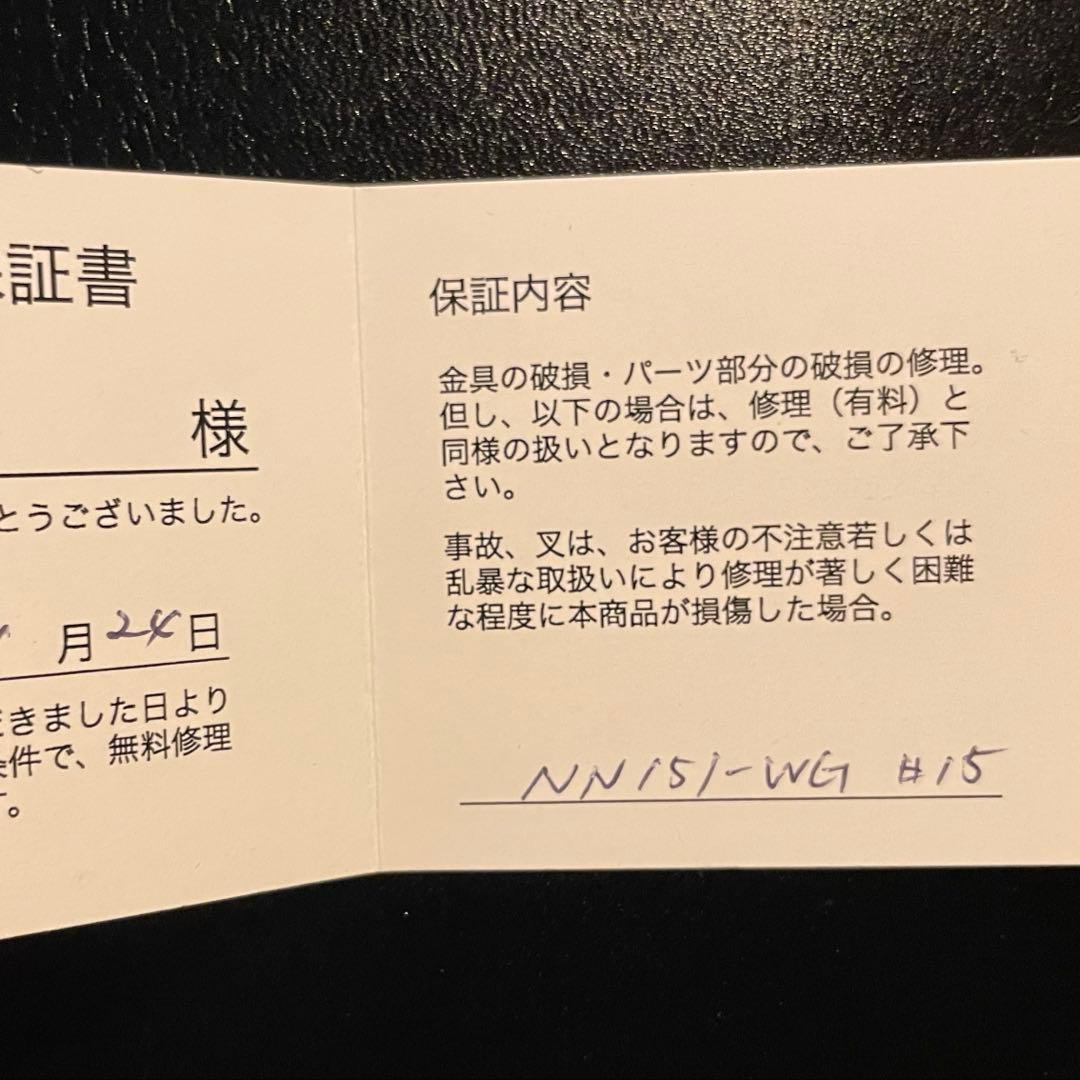 証書
様
とうございました。
月24日
きました日より
件で、無料修理
。
保証内容
金具の破損・パーツ部分の破損の修理。
但し、以下の場合は、修理（有料）と
同様の扱いとなりますので、ご了承下
さい。
事故、叉は、お客様の不注意若しくは
乱暴な取扱いにより修理が著しく困難
な程度に本商品が損傷した場合。
NN151-WG #15